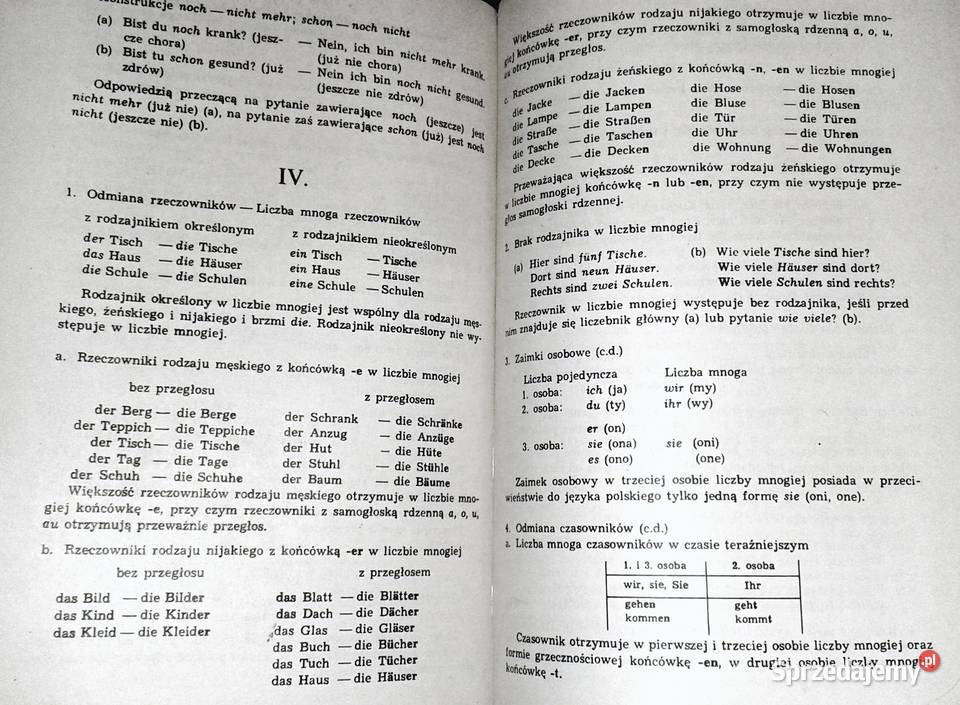 konstrukcje noch — nicht mehr; schon — noch nicht
(a) Bist du noch krank? (jesz- — Nein, ich bin nicht mehr krank.
cze chora) (już nie chora)
(b) Bist tu schon gesund? (już — Nein ich bin noch nicht gesund.
zdrów) (jeszcze nie zdrów)
Odpowiedzią przeczącą na pytanie zawierające noch (jeszcze) jest
nicht mehr (już nie) (a), na pytanie zaś zawierające schon (już) jest noch
nicht (jeszcze nie) (b).
IV.
1. Odmiana rzeczowników — Liczba mnoga rzeczowników
z rodzajnikiem określonym z rodzajnikiem nieokreślonym
der Tisch — die Tische ein Tisch — Tische
das Haus — die Häuser ein Haus — Häuser
die Schule — die Schulen eine Schule — Schulen
Rodzajnik określony w liczbie mnogiej jest wspólny dla rodzaju męs-
kiego, żeńskiego i nijakiego i brzmi die. Rodzajnik nieokreślony nie wy-
stępuje w liczbie mnogiej.
a. Rzeczowniki rodzaju męskiego z końcówką -e w liczbie mnogiej
bez przegłosu z przegłosem
der Berg — die Berge der Schrank — die Schränke
der Teppich — die Teppiche der Anzug — die Anzüge
der Tisch — die Tische der Hut — die Hüte
der Tag — die Tage der Stuhl — die Stühle
der Schuh — die Schuhe der Baum — die Bäume
Większość rzeczowników rodzaju męskiego otrzymuje w liczbie mno-
giej końcówkę -e, przy czym rzeczowniki z samogłoską rdzenną a, o, u,
au otrzymują przeważnie przegłos.
b. Rzeczowniki rodzaju nijakiego z końcówką -er w liczbie mnogiej
bez przegłosu z przegłosem
das Bild — die Bilder das Blatt — die Blätter
das Kind — die Kinder das Dach — die Dächer
das Kleid — die Kleider das Glas — die Gläser
das Buch — die Bücher
das Tuch — die Tücher
das Haus — die Häuser
Większość rzeczowników rodzaju nijakiego otrzymuje w liczbie mno-
giej końcówkę -er, przy czym rzeczowniki z samogłoską rdzenną a, o, u,
au otrzymują przegłos.
c. Rzeczowniki rodzaju żeńskiego z końcówką -n, -en w liczbie mnogiej
die Jacke — die Jacken die Hose — die Hosen
die Lampe — die Lampen die Bluse — die Blusen
die Straße — die Straßen die Tür — die Türen
die Tasche — die Taschen die Uhr — die Uhren
die Decke — die Decken die Wohnung — die Wohnungen
Przeważająca większość rzeczowników rodzaju żeńskiego otrzymuje
w liczbie mnogiej końcówkę -n lub -en, przy czym nie występuje prze-
głos samogłoski rdzennej.
2. Brak rodzajnika w liczbie mnogiej
(a) Hier sind fünf Tische. (b) Wie viele Tische sind hier?
Dort sind neun Häuser. Wie viele Häuser sind dort?
Rechts sind zwei Schulen. Wie viele Schulen sind rechts?
Rzeczownik w liczbie mnogiej występuje bez rodzajnika, jeśli przed
nim znajduje się liczebnik główny (a) lub pytanie wie viele? (b).
3. Zaimki osobowe (c.d.)
Liczba pojedyncza Liczba mnoga
1. osoba: ich (ja) wir (my)
2. osoba: du (ty) ihr (wy)
er (on)
3. osoba: sie (ona) sie (oni)
es (ono) (one)
Zaimek osobowy w trzeciej osobie liczby mnogiej posiada w przeci-
wieństwie do języka polskiego tylko jedną formę sie (oni, one).
4. Odmiana czasowników (c.d.)
a. Liczba mnoga czasowników w czasie teraźniejszym
1. i 3. osoba 2. osoba
wir, sie, Sie Ihr
gehen geht
kommen kommt
Czasownik otrzymuje w pierwszej i trzeciej osobie liczby mnogiej oraz
formie grzecznościowej końcówkę -en, w drugiej osobie liczby mnogiej
końcówkę -t.
Sprzedajemy.pl